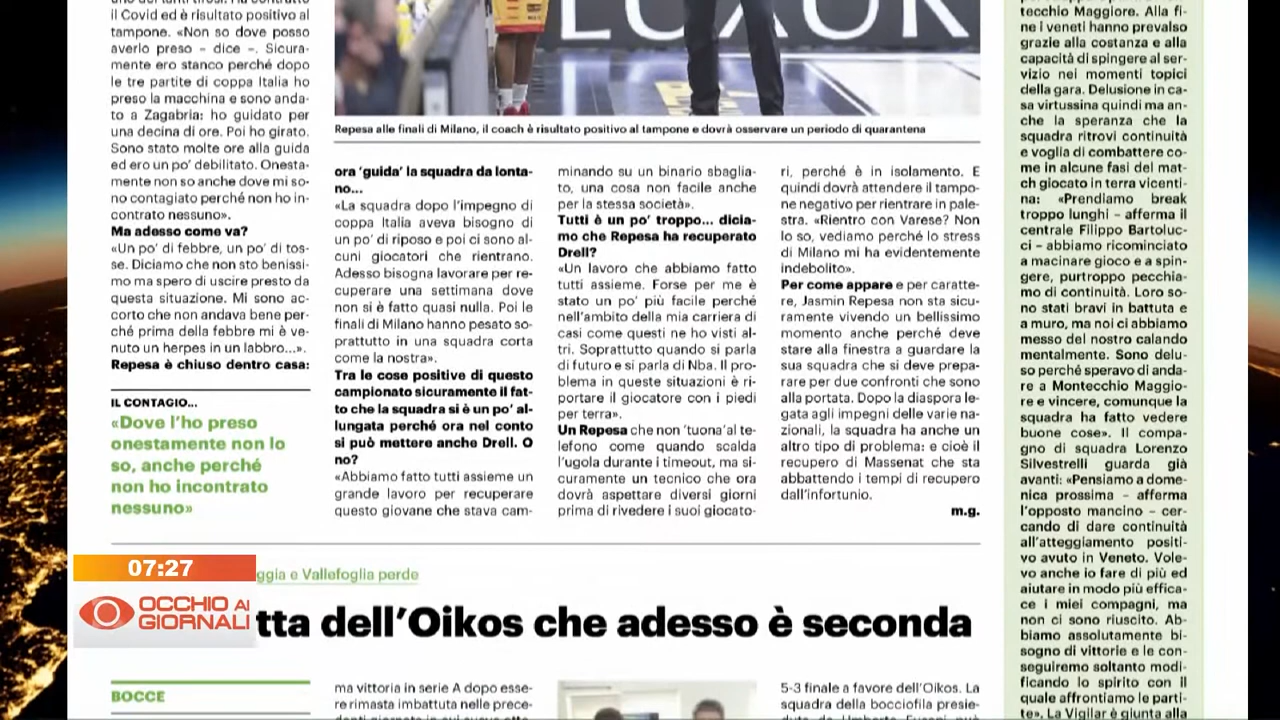 il Covid ed è risultato positivo al
tampone. «Non so dove posso
averlo preso – dice –. Sicura-
mente ero stanco perché dopo
le tre partite di coppa Italia ho
preso la macchina e sono anda-
to a Zagabria: ho guidato per
una decina di ore. Poi ho girato.
Sono stato molte ore alla guida
ed ero un po' debilitato. Onesta-
mente non so anche dove mi so-
no contagiato perché non ho in-
contrato nessuno».
Ma adesso come va?
«Un po' di febbre, un po' di tos-
se. Diciamo che non sto benissi-
mo ma spero di uscire presto da
questa situazione. Mi sono ac-
corto che non andava bene per-
ché prima della febbre mi è ve-
nuto un herpes in un labbro...».
Repesa è chiuso dentro casa:
IL CONTAGIO...
«Dove l'ho preso
onestamente non lo
so, anche perché
non ho incontrato
nessuno»
LUXUR
Repesa alle finali di Milano, il coach è risultato positivo al tampone e dovrà osservare un periodo di quarantena
ora 'guida' la squadra da lonta-
no...
«La squadra dopo l'impegno di
coppa Italia aveva bisogno di
un po' di riposo e poi ci sono al-
cuni giocatori che rientrano.
Adesso bisogna lavorare per re-
cuperare una settimana dove
non si è fatto quasi nulla. Poi le
finali di Milano hanno pesato so-
prattutto in una squadra corta
come la nostra».
Tra le cose positive di questo
campionato sicuramente il fat-
to che la squadra si è un po' al-
lungata perché ora nel conto
si può mettere anche Drell. O
no?
«Abbiamo fatto tutti assieme un
grande lavoro per recuperare
questo giovane che stava cam-
minando su un binario sbaglia-
to, una cosa non facile anche
per la stessa società».
Tutti è un po' troppo... dicia-
mo che Repesa ha recuperato
Drell?
«Un lavoro che abbiamo fatto
tutti assieme. Forse per me è
stato un po' più facile perché
nell'ambito della mia carriera di
casi come questi ne ho visti al-
tri. Soprattutto quando si parla
di futuro e si parla di Nba. Il pro-
blema in queste situazioni è ri-
portare il giocatore con i piedi
per terra».
Un Repesa che non 'tuona'al te-
lefono come quando scalda
l'ugola durante i timeout, ma si-
curamente un tecnico che ora
dovrà aspettare diversi giorni
prima di rivedere i suoi giocato-
ri, perché è in isolamento. E
quindi dovrà attendere il tampo-
ne negativo per rientrare in pale-
stra. «Rientro con Varese? Non
lo so, vediamo perché lo stress
di Milano mi ha evidentemente
indebolito».
Per come appare e per caratte-
re, Jasmin Repesa non sta sicu-
ramente vivendo un bellissimo
momento anche perché deve
stare alla finestra a guardare la
sua squadra che si deve prepa-
rare per due confronti che sono
alla portata. Dopo la diaspora le-
gata agli impegni delle varie na-
zionali, la squadra ha anche un
altro tipo di problema: e cioè il
recupero di Massenat che sta
abbattendo i tempi di recupero
dall'infortunio.
m.g.
tecchio Maggiore. Alla fi-
ne i veneti hanno prevalso
grazie alla costanza e alla
capacità di spingere al ser-
vizio nei momenti topici
della gara. Delusione in ca-
sa virtussina quindi ma an-
che la speranza che la
squadra ritrovi continuità
e voglia di combattere co-
me in alcune fasi del mat-
ch giocato in terra vicenti-
na: «Prendiamo break
troppo lunghi – afferma il
centrale Filippo Bartoluc-
ci – abbiamo ricominciato
a macinare gioco e a spin-
gere, purtroppo pecchia-
mo di continuità. Loro so-
no stati bravi in battuta e
a muro, ma noi ci abbiamo
messo del nostro calando
mentalmente. Sono delu-
so perché speravo di anda-
re a Montecchio Maggio-
re e vincere, comunque la
squadra ha fatto vedere
buone cose». Il compa-
gno di squadra Lorenzo
Silvestrelli guarda già
avanti: «Pensiamo a dome-
nica prossima – afferma
l'opposto mancino – cer-
cando di dare continuità
all'atteggiamento positi-
vo avuto in Veneto. Vole-
vo anche io fare di più ed
aiutare in modo più effica-
ce i miei compagni, ma
non ci sono riuscito. Ab-
biamo assolutamente bi-
sogno di vittorie e le con-
seguiremo soltanto modi-
ficando lo spirito con il
quale affrontiamo le parti-
te». La Vigilar è giunta alla
07:27
OCCHIO AI
GIORNALI
ggia e Vallefoglia perde
tta dell'Oikos che adesso è seconda
BOCCE
ma vittoria in serie A dopo esse-
re rimasta imbattuta nelle prece-
5-3 finale a favore dell'Oikos. La
squadra della bocciofila presie-